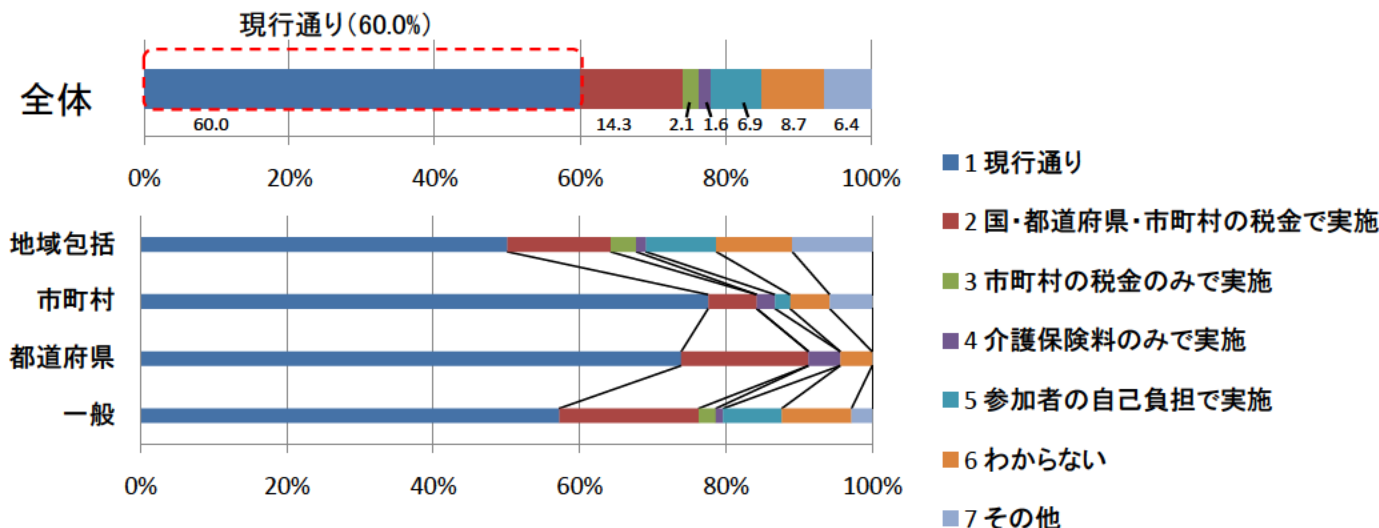 現行通り(60.0%)
全体
60.0 14.3 2.1 1.6 6.9 8.7 6.4
0% 20% 40% 60% 80% 100%
地域包括
市町村
都道府県
一般
0% 20% 40% 60% 80% 100%
1 現行通り
2 国・都道府県・市町村の税金で実施
3 市町村の税金のみで実施
4 介護保険料のみで実施
5 参加者の自己負担で実施
6 わからない
7 その他